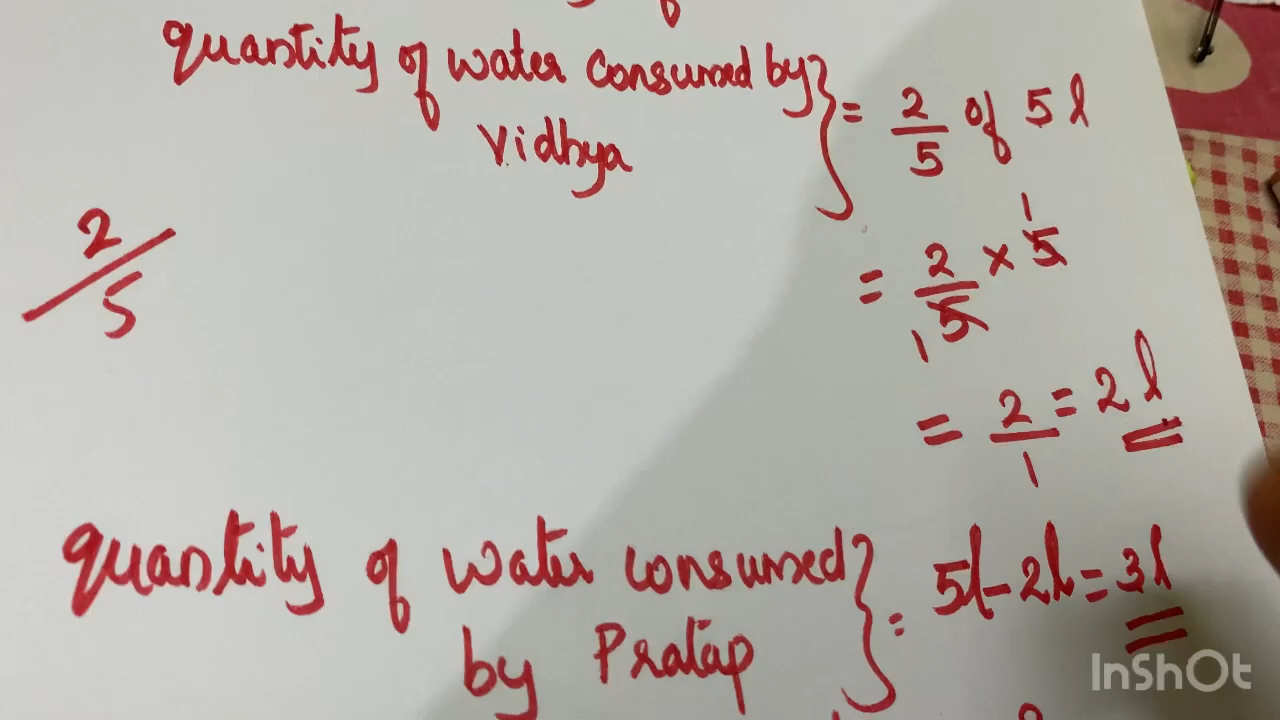 quantity of water consumed by } = 2/5 of 5 l
Vidhya
2/5
= 2/5 × 5
1
1
= 2/1 = 2 l
quantity of water consumed } = 5l - 2l = 3l
by Pratap
InShOt